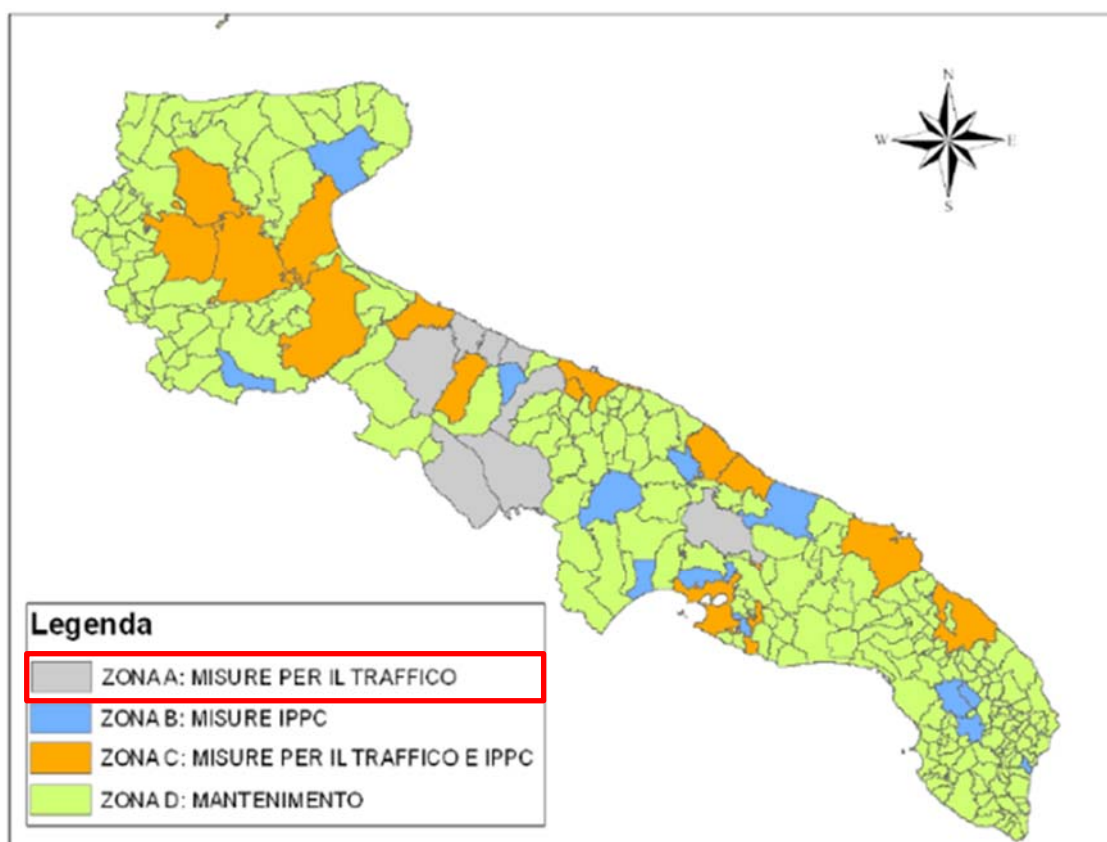 N
W E
S
Legenda
ZONA A: MISURE PER IL TRAFFICO
ZONA B: MISURE IPPC
ZONA C: MISURE PER IL TRAFFICO E IPPC
ZONA D: MANTENIMENTO